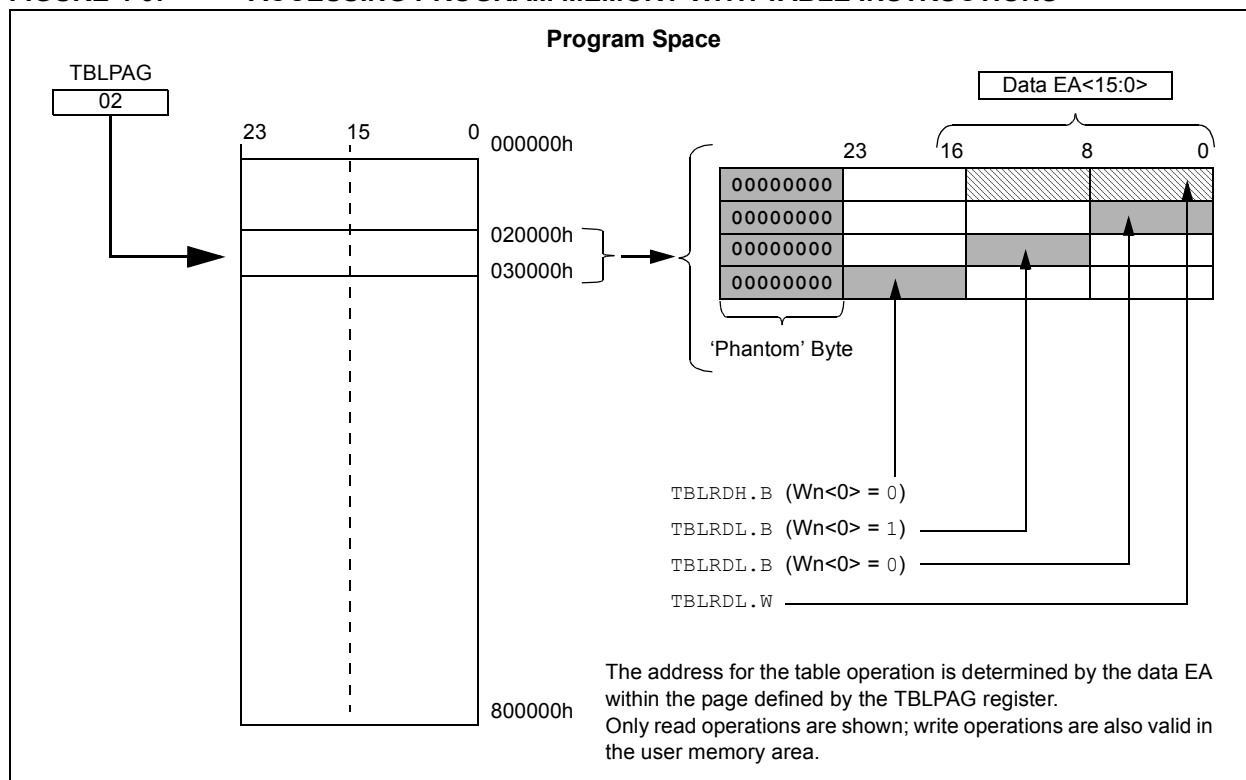 Program Space
TBLPAG
02
Data EA<15:0>
23 15 0
000000h
020000h
030000h
800000h
23 16 8 0
00000000
00000000
00000000
00000000
‘Phantom’ Byte
TBLRDH.B (Wn<0> = 0)
TBLRDL.B (Wn<0> = 1)
TBLRDL.B (Wn<0> = 0)
TBLRDL.W
The address for the table operation is determined by the data EA
within the page defined by the TBLPAG register.
Only read operations are shown; write operations are also valid in
the user memory area.